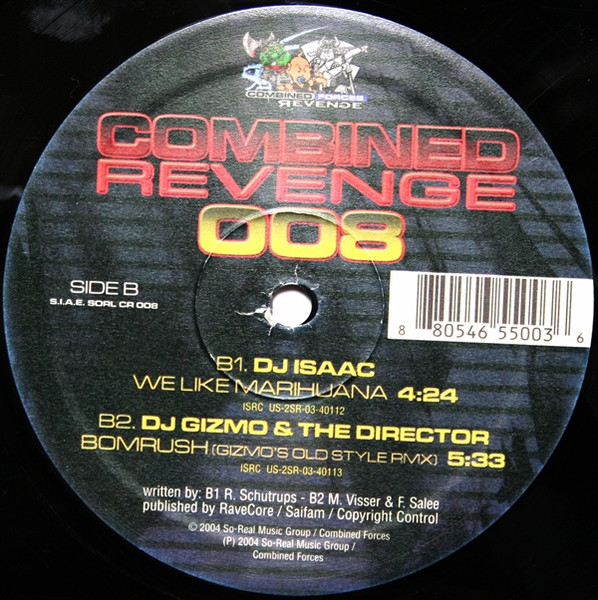 COMBINED FORCES
REVENGE
COMBINED
REVENGE
008
SIDE B
S.I.A.E. SORL CR 008
8 80546 55003 6
B1. DJ ISAAC
WE LIKE MARIHUANA 4:24
ISRC US-2SR-03-40112
B2. DJ GIZMO & THE DIRECTOR
BOMRUSH (GIZMO'S OLD STYLE RMX) 5:33
ISRC US-2SR-03-40113
written by: B1 R. Schutrups - B2 M. Visser & F. Salee
published by RaveCore / Saifam / Copyright Control
© 2004 So-Real Music Group / Combined Forces
(P) 2004 So-Real Music Group /
Combined Forces